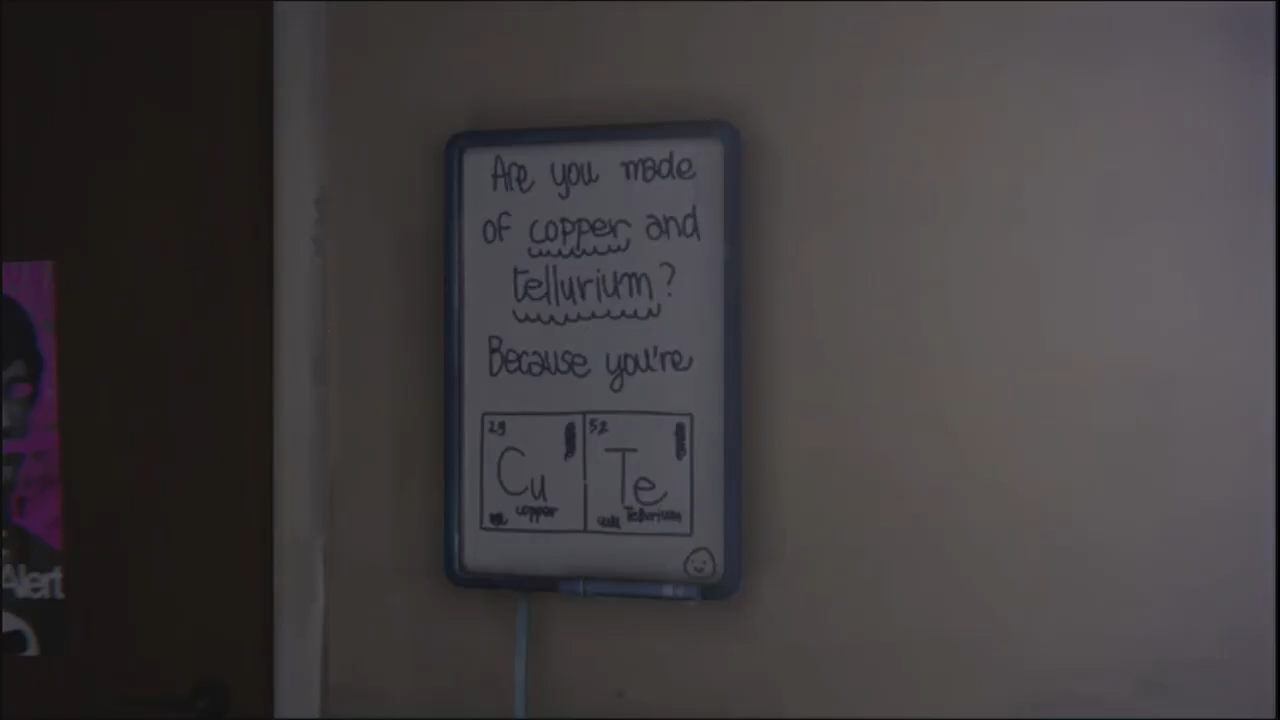 Are you made
of copper and
tellurium?
Because you're
29
52
Cu
Te
copper
Tellurium
Alert